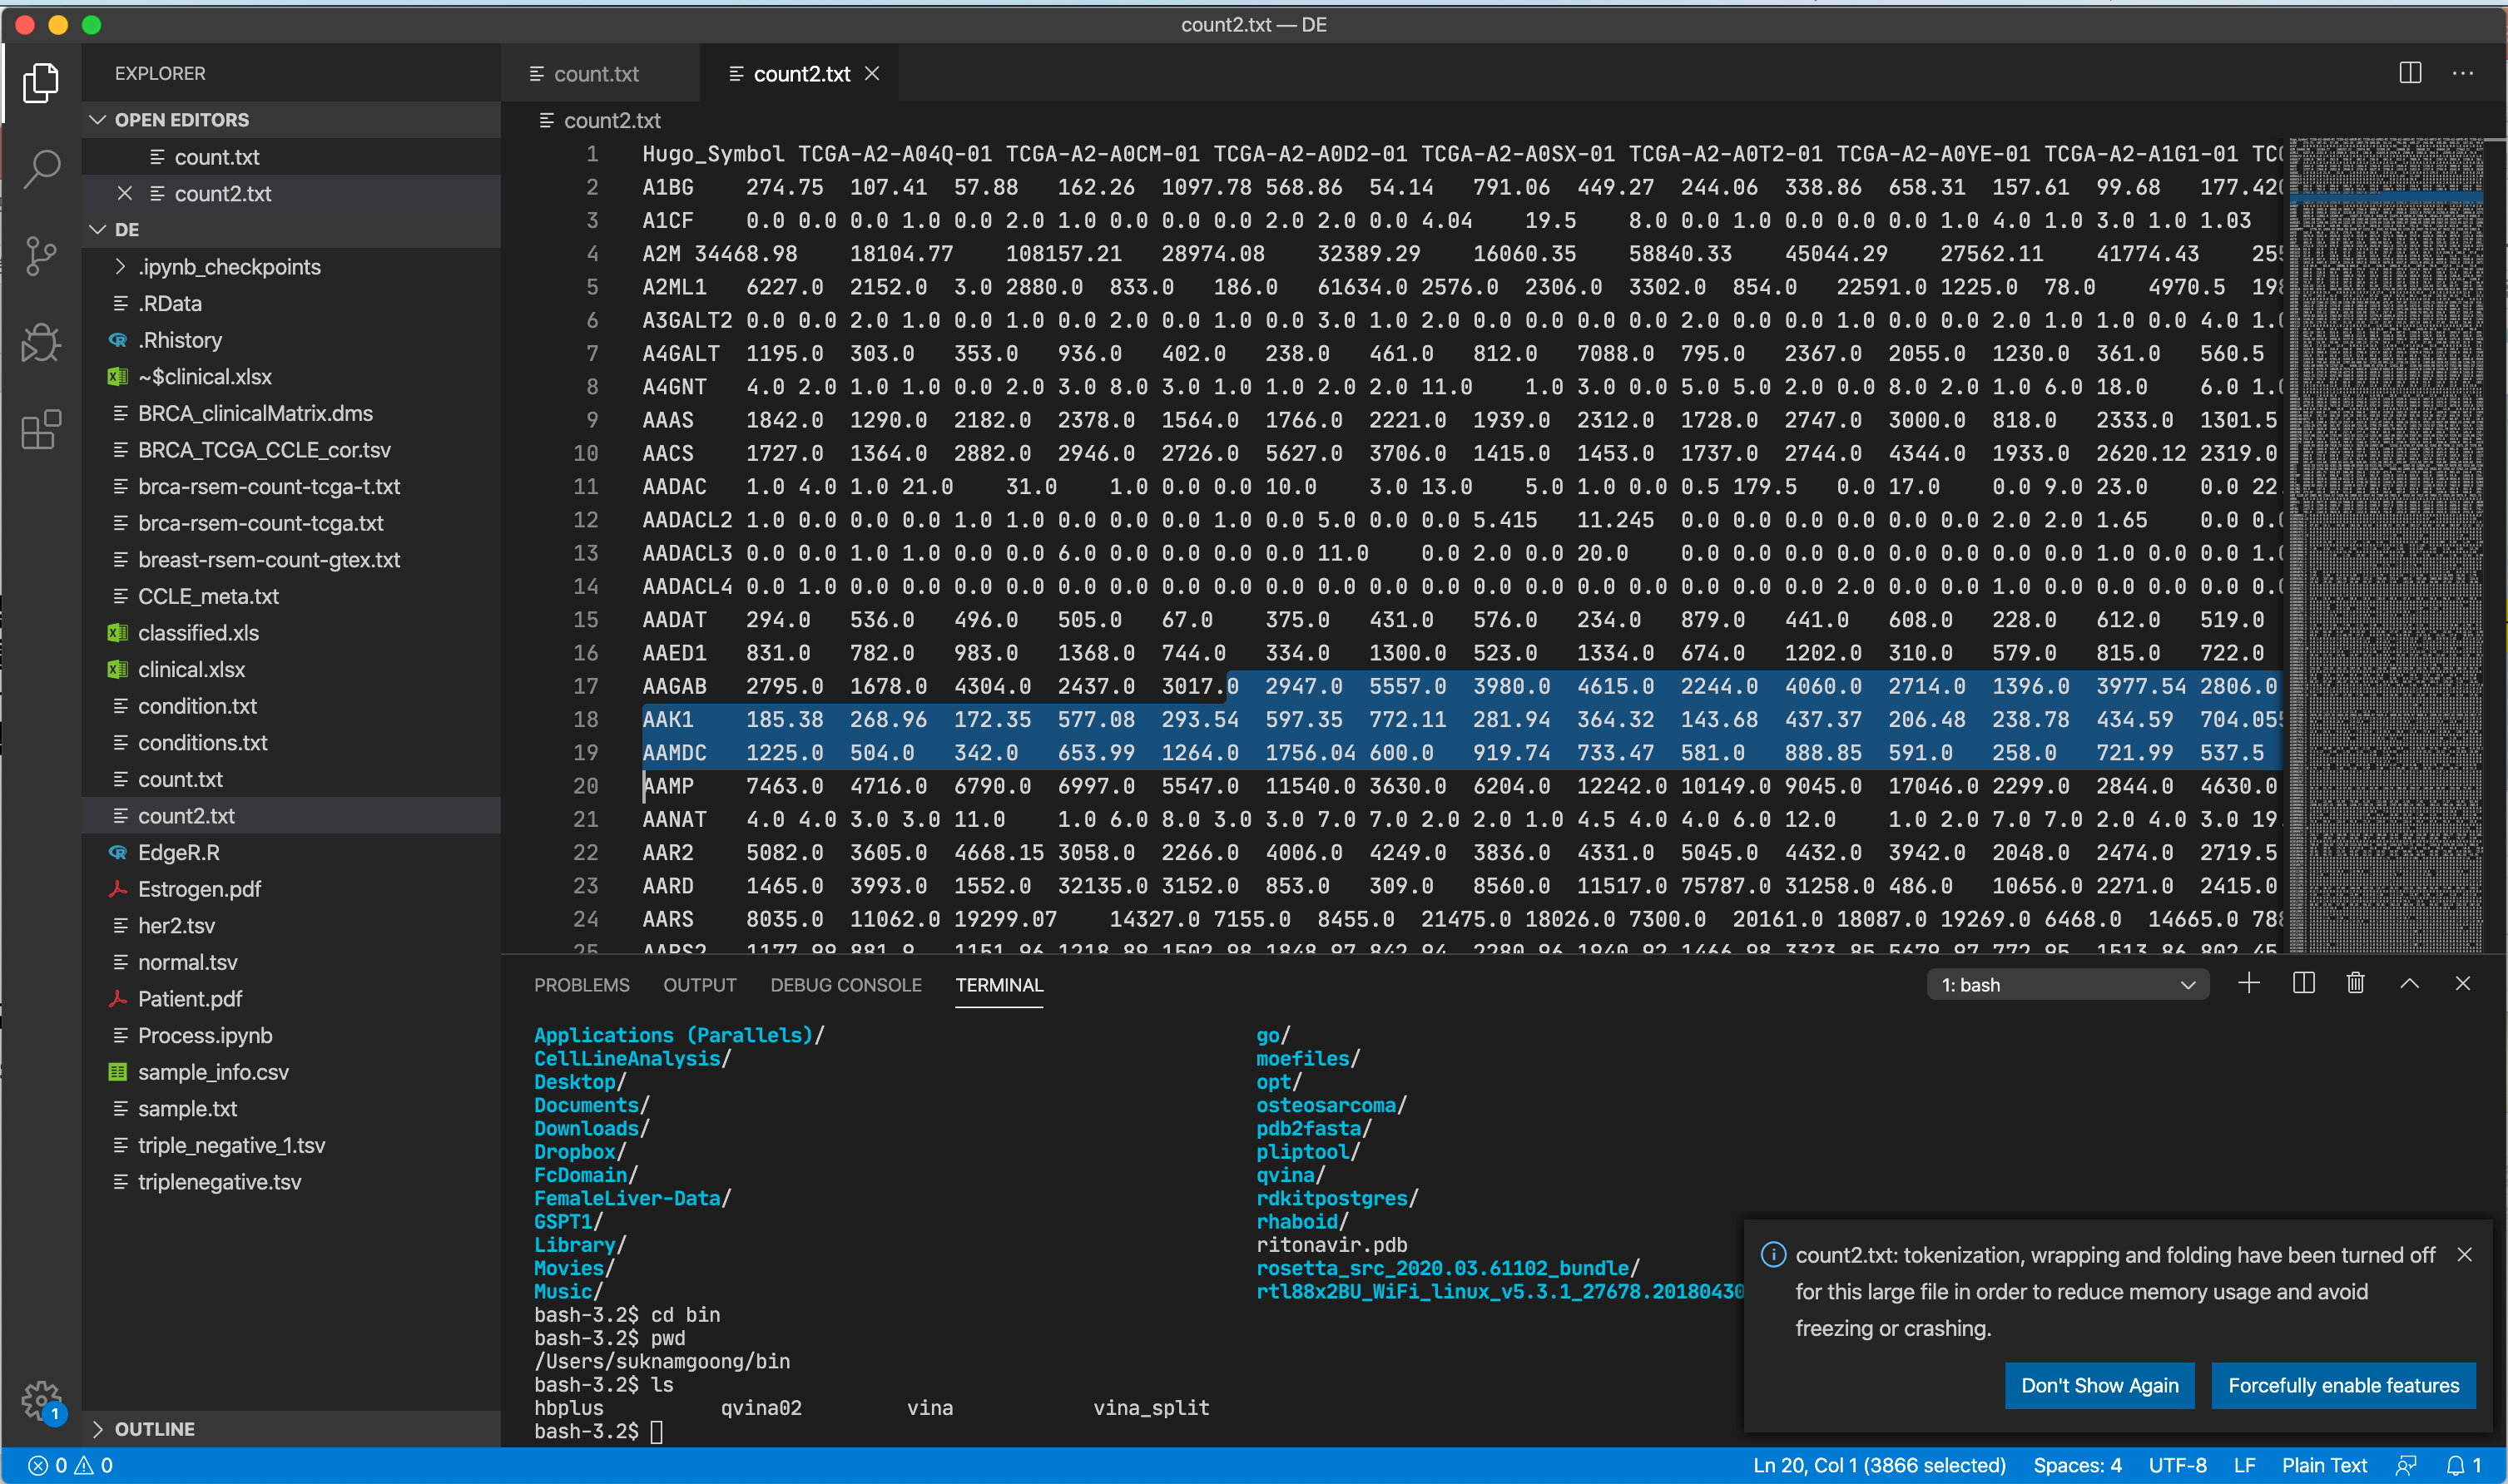 count2.txt — DE
EXPLORER
OPEN EDITORS
count.txt
count2.txt
DE
.ipynb_checkpoints
.RData
.Rhistory
~$clinical.xlsx
BRCA_clinicalMatrix.dms
BRCA_TCGA_CCLE_cor.tsv
brca-rsem-count-tcga-t.txt
brca-rsem-count-tcga.txt
breast-rsem-count-gtex.txt
CCLE_meta.txt
classified.xls
clinical.xlsx
condition.txt
conditions.txt
count.txt
count2.txt
EdgeR.R
Estrogen.pdf
her2.tsv
normal.tsv
Patient.pdf
Process.ipynb
sample_info.csv
sample.txt
triple_negative_1.tsv
triplenegative.tsv
OUTLINE
1
count.txt count2.txt
count2.txt
1 Hugo_Symbol TCGA-A2-A04Q-01 TCGA-A2-A0CM-01 TCGA-A2-A0D2-01 TCGA-A2-A0SX-01 TCGA-A2-A0T2-01 TCGA-A2-A0YE-01 TCGA-A2-A1G1-01
2 A1BG 274.75 107.41 57.88 162.26 1097.78 568.86 54.14 791.06 449.27 244.06 338.86 658.31 157.61 99.68 177.42
3 A1CF 0.0 0.0 0.0 1.0 0.0 2.0 1.0 0.0 0.0 0.0 2.0 2.0 0.0 4.04 19.5 8.0 0.0 1.0 0.0 0.0 0.0 1.0 4.0 1.0 3.0 1.0 1.03
4 A2M 34468.98 18104.77 108157.21 28974.08 32389.29 16060.35 58840.33 45044.29 27562.11 41774.43 255
5 A2ML1 6227.0 2152.0 3.0 2880.0 833.0 186.0 61634.0 2576.0 2306.0 3302.0 854.0 22591.0 1225.0 78.0 4970.5 198
6 A3GALT2 0.0 0.0 2.0 1.0 0.0 1.0 0.0 2.0 0.0 1.0 0.0 3.0 1.0 2.0 0.0 0.0 0.0 0.0 2.0 0.0 0.0 1.0 0.0 0.0 2.0 1.0 1.0 0.0 4.0 1.0
7 A4GALT 1195.0 303.0 353.0 936.0 402.0 238.0 461.0 812.0 7088.0 795.0 2367.0 2055.0 1230.0 361.0 560.5
8 A4GNT 4.0 2.0 1.0 1.0 0.0 2.0 3.0 8.0 3.0 1.0 1.0 2.0 2.0 11.0 1.0 3.0 0.0 5.0 5.0 2.0 0.0 8.0 2.0 1.0 6.0 18.0 6.0 1.0
9 AAAS 1842.0 1290.0 2182.0 2378.0 1564.0 1766.0 2221.0 1939.0 2312.0 1728.0 2747.0 3000.0 818.0 2333.0 1301.5
10 AACS 1727.0 1364.0 2882.0 2946.0 2726.0 5627.0 3706.0 1415.0 1453.0 1737.0 2744.0 4344.0 1933.0 2620.12 2319.0
11 AADAC 1.0 4.0 1.0 21.0 31.0 1.0 0.0 0.0 10.0 3.0 13.0 5.0 1.0 0.0 0.5 179.5 0.0 17.0 0.0 9.0 23.0 0.0 22.
12 AADACL2 1.0 0.0 0.0 0.0 1.0 1.0 0.0 0.0 0.0 1.0 0.0 5.0 0.0 0.0 5.415 11.245 0.0 0.0 0.0 0.0 0.0 0.0 2.0 2.0 1.65 0.0 0.0
13 AADACL3 0.0 0.0 1.0 1.0 0.0 0.0 6.0 0.0 0.0 0.0 0.0 11.0 0.0 2.0 0.0 20.0 0.0 0.0 0.0 0.0 0.0 0.0 0.0 0.0 1.0 0.0 0.0 1.0
14 AADACL4 0.0 1.0 0.0 0.0 0.0 0.0 0.0 0.0 0.0 0.0 0.0 0.0 0.0 0.0 0.0 0.0 0.0 0.0 0.0 0.0 0.0 2.0 0.0 0.0 1.0 0.0 0.0 0.0 0.0 0.0
15 AADAT 294.0 536.0 496.0 505.0 67.0 375.0 431.0 576.0 234.0 879.0 441.0 608.0 228.0 612.0 519.0
16 AAED1 831.0 782.0 983.0 1368.0 744.0 334.0 1300.0 523.0 1334.0 674.0 1202.0 310.0 579.0 815.0 722.0
17 AAGAB 2795.0 1678.0 4304.0 2437.0 3017.0 2947.0 5557.0 3980.0 4615.0 2244.0 4060.0 2714.0 1396.0 3977.54 2806.0
18 AAK1 185.38 268.96 172.35 577.08 293.54 597.35 772.11 281.94 364.32 143.68 437.37 206.48 238.78 434.59 704.055
19 AAMDC 1225.0 504.0 342.0 653.99 1264.0 1756.04 600.0 919.74 733.47 581.0 888.85 591.0 258.0 721.99 537.5
20 AAMP 7463.0 4716.0 6790.0 6997.0 5547.0 11540.0 3630.0 6204.0 12242.0 10149.0 9045.0 17046.0 2299.0 2844.0 4630.0
21 AANAT 4.0 4.0 3.0 3.0 11.0 1.0 6.0 8.0 3.0 3.0 7.0 7.0 2.0 2.0 1.0 4.5 4.0 4.0 6.0 12.0 1.0 2.0 7.0 7.0 2.0 4.0 3.0 19
22 AAR2 5082.0 3605.0 4668.15 3058.0 2266.0 4006.0 4249.0 3836.0 4331.0 5045.0 4432.0 3942.0 2048.0 2474.0 2719.5
23 AARD 1465.0 3993.0 1552.0 32135.0 3152.0 853.0 309.0 8560.0 11517.0 75787.0 31258.0 486.0 10656.0 2271.0 2415.0
24 AARS 8035.0 11062.0 19299.07 14327.0 7155.0 8455.0 21475.0 18026.0 7300.0 20161.0 18087.0 19269.0 6468.0 14665.0 788
25 AARS2 1177.99 881.9 1151.96 1218.89 1502.98 1848.97 842.94 2280.96 1940.92 1466.98 3323.85 5679.97 772.95 1513.86 802.45
PROBLEMS OUTPUT DEBUG CONSOLE TERMINAL 1: bash
Applications (Parallels)/ go/
CellLineAnalysis/ moefiles/
Desktop/ opt/
Documents/ osteosarcoma/
Downloads/ pdb2fasta/
Dropbox/ pliptool/
FcDomain/ qvina/
FemaleLiver-Data/ rdkitpostgres/
GSPT1/ rhaboid/
Library/ ritonavir.pdb
Movies/ rosetta_src_2020.03.61102_bundle/
Music/ rtl88x2BU_WiFi_linux_v5.3.1_27678.20180430
bash-3.2$ cd bin
bash-3.2$ pwd
/Users/suknamgoong/bin
bash-3.2$ ls
hbplus qvina02 vina vina_split
bash-3.2$
count2.txt: tokenization, wrapping and folding have been turned off
for this large file in order to reduce memory usage and avoid
freezing or crashing.
Don't Show Again Forcefully enable features
0 0 Ln 20, Col 1 (3866 selected) Spaces: 4 UTF-8 LF Plain Text 1